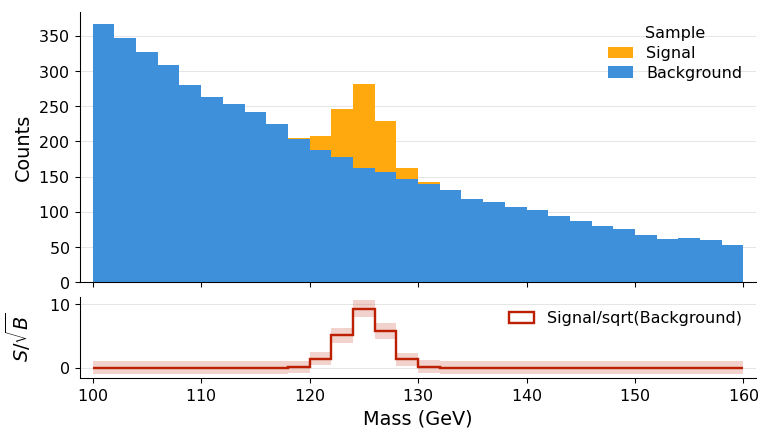 Counts
350
300
250
200
150
100
50
0
Sample
Signal
Background
S/√B
10
0
Signal/sqrt(Background)
100 110 120 130 140 150 160
Mass (GeV)